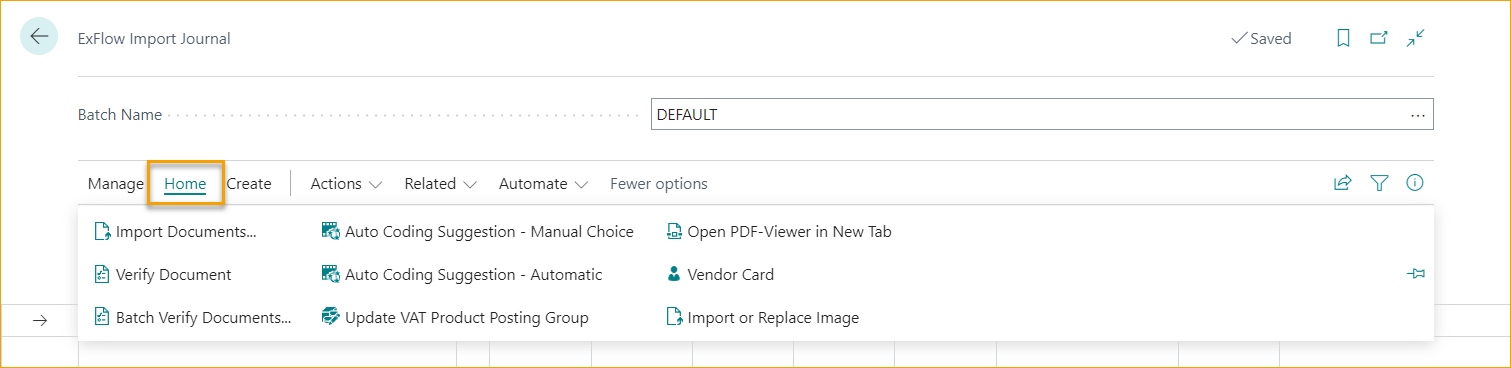 ExFlow Import Journal
Saved
Batch Name
DEFAULT
Manage Home Create Actions Related Automate Fewer options
Import Documents... Auto Coding Suggestion - Manual Choice Open PDF-Viewer in New Tab
Verify Document Auto Coding Suggestion - Automatic Vendor Card
Batch Verify Documents... Update VAT Product Posting Group Import or Replace Image